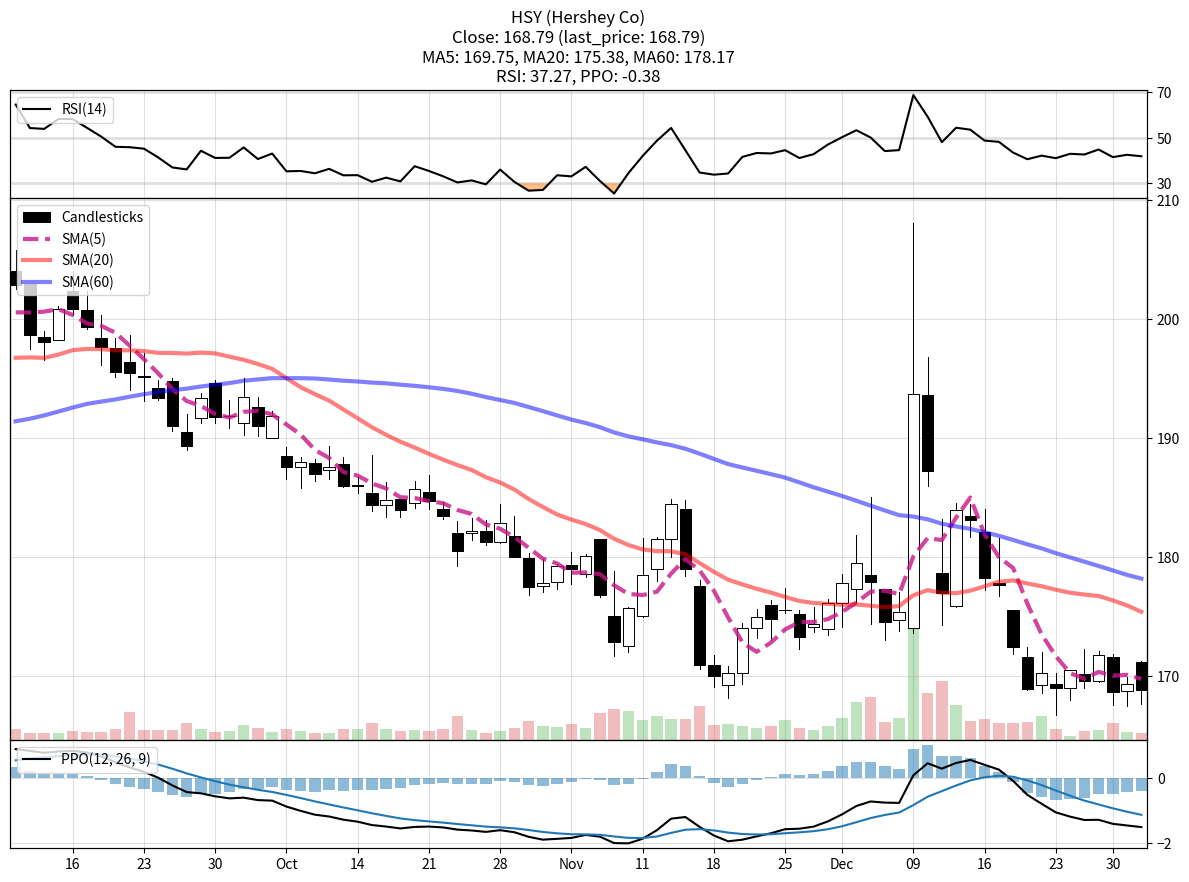 HSY (Hershey Co)
Close: 168.79 (last_price: 168.79)
MA5: 169.75, MA20: 175.38, MA60: 178.17
RSI: 37.27, PPO: -0.38
RSI(14)
70
50
30
Candlesticks
SMA(5)
SMA(20)
SMA(60)
210
200
190
180
170
PPO(12, 26, 9)
0
−2
16 23 30 Oct 14 21 28 Nov 11 18 25 Dec 09 16 23 30